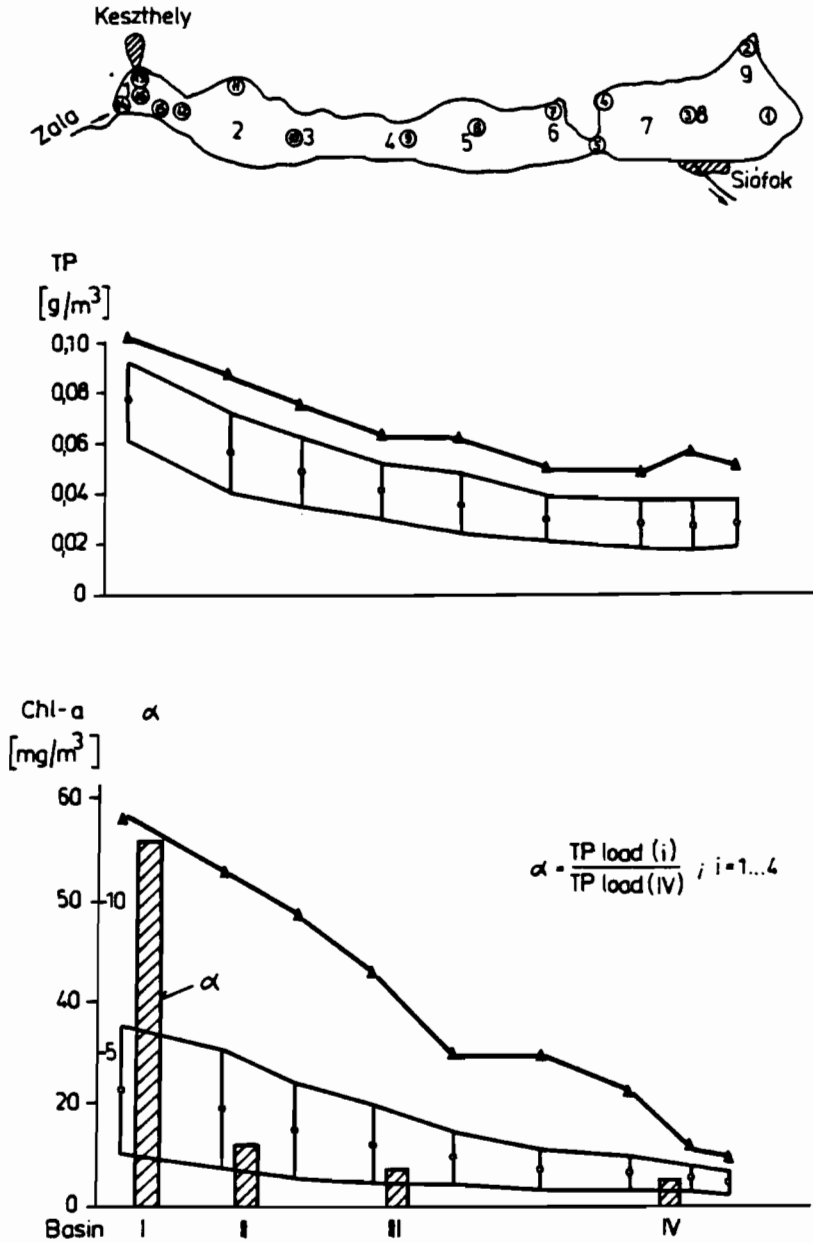 Keszthely
Zala
2
3
4
5
6
7
8
9
Siófok
TP
[g/m³]
0,10
0,08
0,06
0,04
0,02
0
Chl-a α
[mg/m³]
60
50
10
40
α
5
20
0
α = TP load (i) / TP load (IV) ; i = 1...4
Basin I II III IV